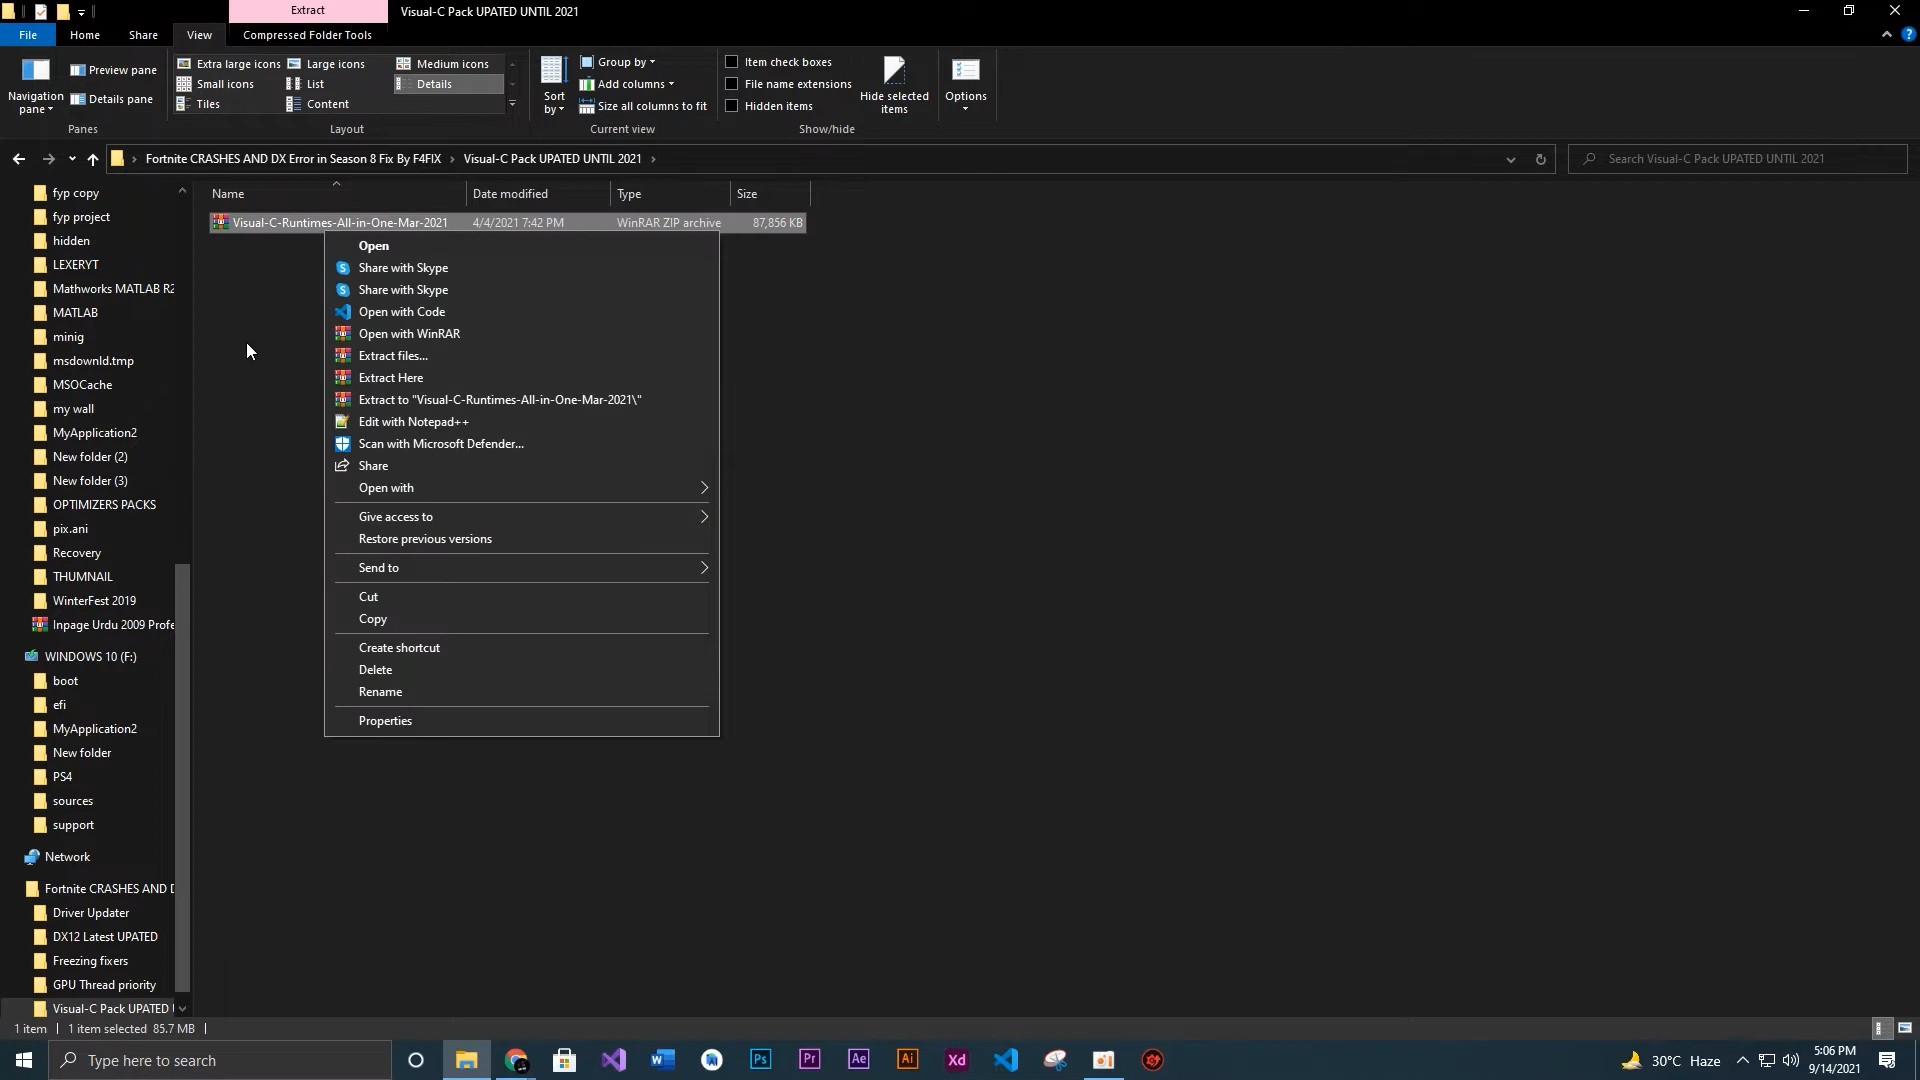 Extract
Visual-C Pack UPATED UNTIL 2021
File
Home
Share
View
Compressed Folder Tools
Navigation pane
Preview pane
Details pane
Panes
Extra large icons
Large icons
Medium icons
Small icons
List
Details
Tiles
Content
Layout
Sort by
Group by
Add columns
Size all columns to fit
Current view
Item check boxes
File name extensions
Hidden items
Hide selected items
Show/hide
Options
Fortnite CRASHES AND DX Error in Season 8 Fix By F4FIX
Visual-C Pack UPATED UNTIL 2021
Search Visual-C Pack UPATED UNTIL 2021
Name
Date modified
Type
Size
Visual-C-Runtimes-All-in-One-Mar-2021
4/4/2021 7:42 PM
WinRAR ZIP archive
87,856 KB
fyp copy
fyp project
hidden
LEXERYT
Mathworks MATLAB R2
MATLAB
minig
msdownld.tmp
MSOCache
my wall
MyApplication2
New folder (2)
New folder (3)
OPTIMIZERS PACKS
pix.ani
Recovery
THUMNAIL
WinterFest 2019
Inpage Urdu 2009 Profe
WINDOWS 10 (F:)
boot
efi
MyApplication2
New folder
PS4
sources
support
Network
Fortnite CRASHES AND D
Driver Updater
DX12 Latest UPATED
Freezing fixers
GPU Thread priority
Visual-C Pack UPATED U
Open
Share with Skype
Share with Skype
Open with Code
Open with WinRAR
Extract files...
Extract Here
Extract to "Visual-C-Runtimes-All-in-One-Mar-2021\"
Edit with Notepad++
Scan with Microsoft Defender...
Share
Open with
Give access to
Restore previous versions
Send to
Cut
Copy
Create shortcut
Delete
Rename
Properties
1 item
1 item selected 85.7 MB
Type here to search
Ps
Pr
Ae
Ai
Xd
30°C Haze
5:06 PM
9/14/2021